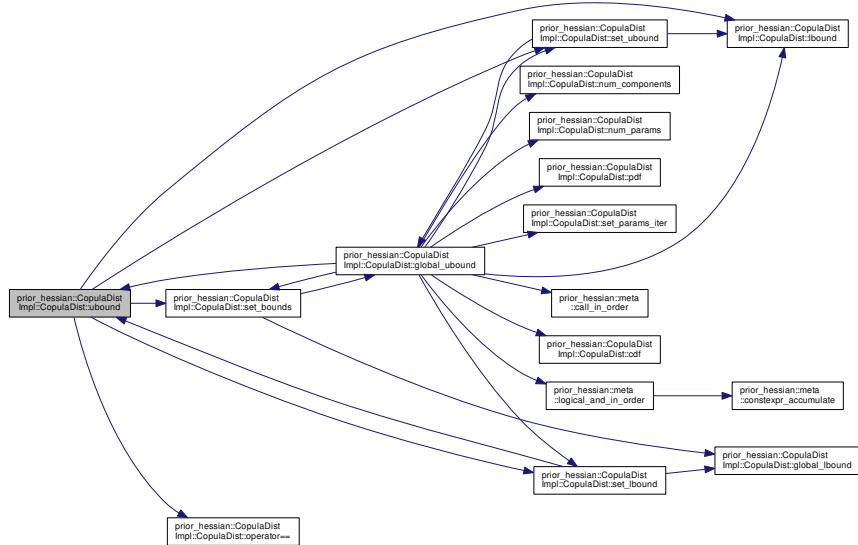 prior_hessian::CopulaDist
Impl::CopulaDist::set_ubound
prior_hessian::CopulaDist
Impl::CopulaDist::lbound
prior_hessian::CopulaDist
Impl::CopulaDist::num_components
prior_hessian::CopulaDist
Impl::CopulaDist::num_params
prior_hessian::CopulaDist
Impl::CopulaDist::pdf
prior_hessian::CopulaDist
Impl::CopulaDist::set_params_iter
prior_hessian::CopulaDist
Impl::CopulaDist::global_ubound
prior_hessian::CopulaDist
Impl::CopulaDist::ubound
prior_hessian::CopulaDist
Impl::CopulaDist::set_bounds
prior_hessian::meta
::call_in_order
prior_hessian::CopulaDist
Impl::CopulaDist::cdf
prior_hessian::meta
::logical_and_in_order
prior_hessian::meta
::constexpr_accumulate
prior_hessian::CopulaDist
Impl::CopulaDist::global_lbound
prior_hessian::CopulaDist
Impl::CopulaDist::set_lbound
prior_hessian::CopulaDist
Impl::CopulaDist::operator==